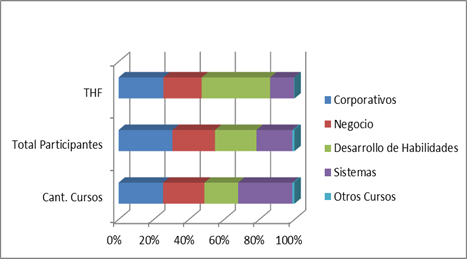 THF
Total Participantes
Cant. Cursos
0% 20% 40% 60% 80% 100%
Corporativos
Negocio
Desarrollo de Habilidades
Sistemas
Otros Cursos